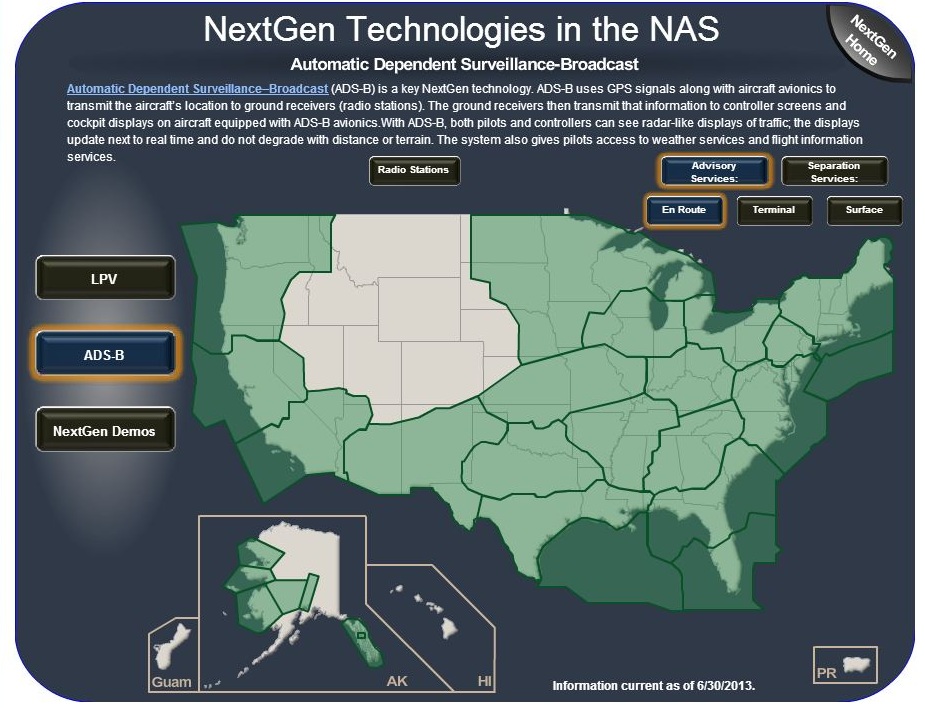 NextGen Technologies in the NAS
NextGen
Home
Automatic Dependent Surveillance-Broadcast
Automatic Dependent Surveillance–Broadcast (ADS-B) is a key NextGen technology. ADS-B uses GPS signals along with aircraft avionics to
transmit the aircraft's location to ground receivers (radio stations). The ground receivers then transmit that information to controller screens and
cockpit displays on aircraft equipped with ADS-B avionics.With ADS-B, both pilots and controllers can see radar-like displays of traffic; the displays
update next to real time and do not degrade with distance or terrain. The system also gives pilots access to weather services and flight information
services.
Radio Stations
Advisory
Services:
Separation
Services:
En Route
Terminal
Surface
LPV
ADS-B
NextGen Demos
Guam
AK
HI
PR
Information current as of 6/30/2013.